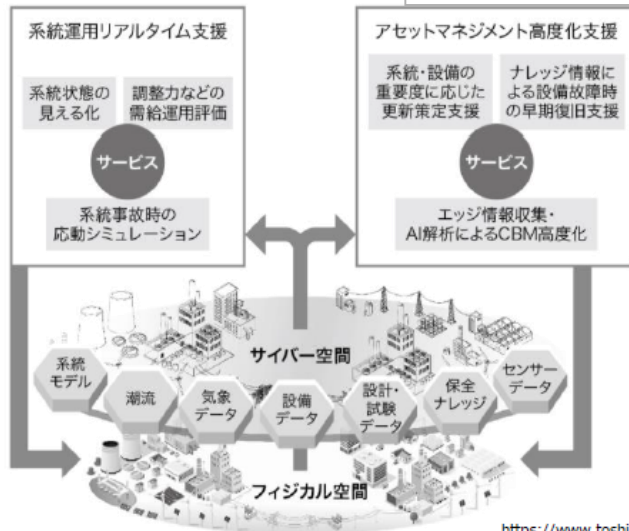 系統運用リアルタイム支援
系統状態の
見える化
調整力などの
需給運用評価
サービス
系統事故時の
応動シミュレーション
アセットマネジメント高度化支援
系統・設備の
重要度に応じた
更新策定支援
ナレッジ情報に
よる設備故障時
の早期復旧支援
サービス
エッジ情報収集・
AI解析によるCBM高度化
サイバー空間
系統
モデル
潮流
気象
データ
設備
データ
設計・
試験
データ
保全
ナレッジ
センサー
データ
フィジカル空間
https://www.toshi